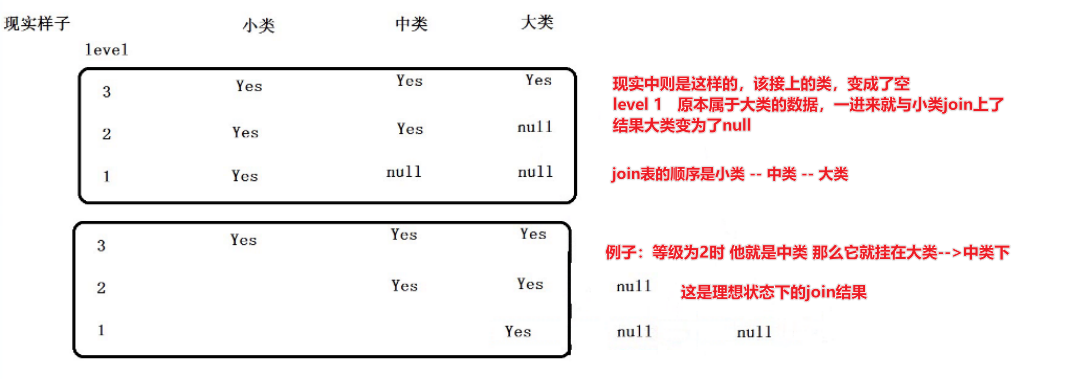 现实样子 小类 中类 大类
level
3 Yes Yes Yes
2 Yes Yes null
1 Yes null null
现实中则是这样的，该接上的类，变成了空
level 1 原本属于大类的数据，一进来就与小类join上了
结果大类变为了null
join表的顺序是小类 -- 中类 -- 大类
3 Yes Yes Yes
2 Yes Yes null
1 Yes null null
例子：等级为2时 他就是中类 那么它就挂在大类-->中类下
这是理想状态下的join结果